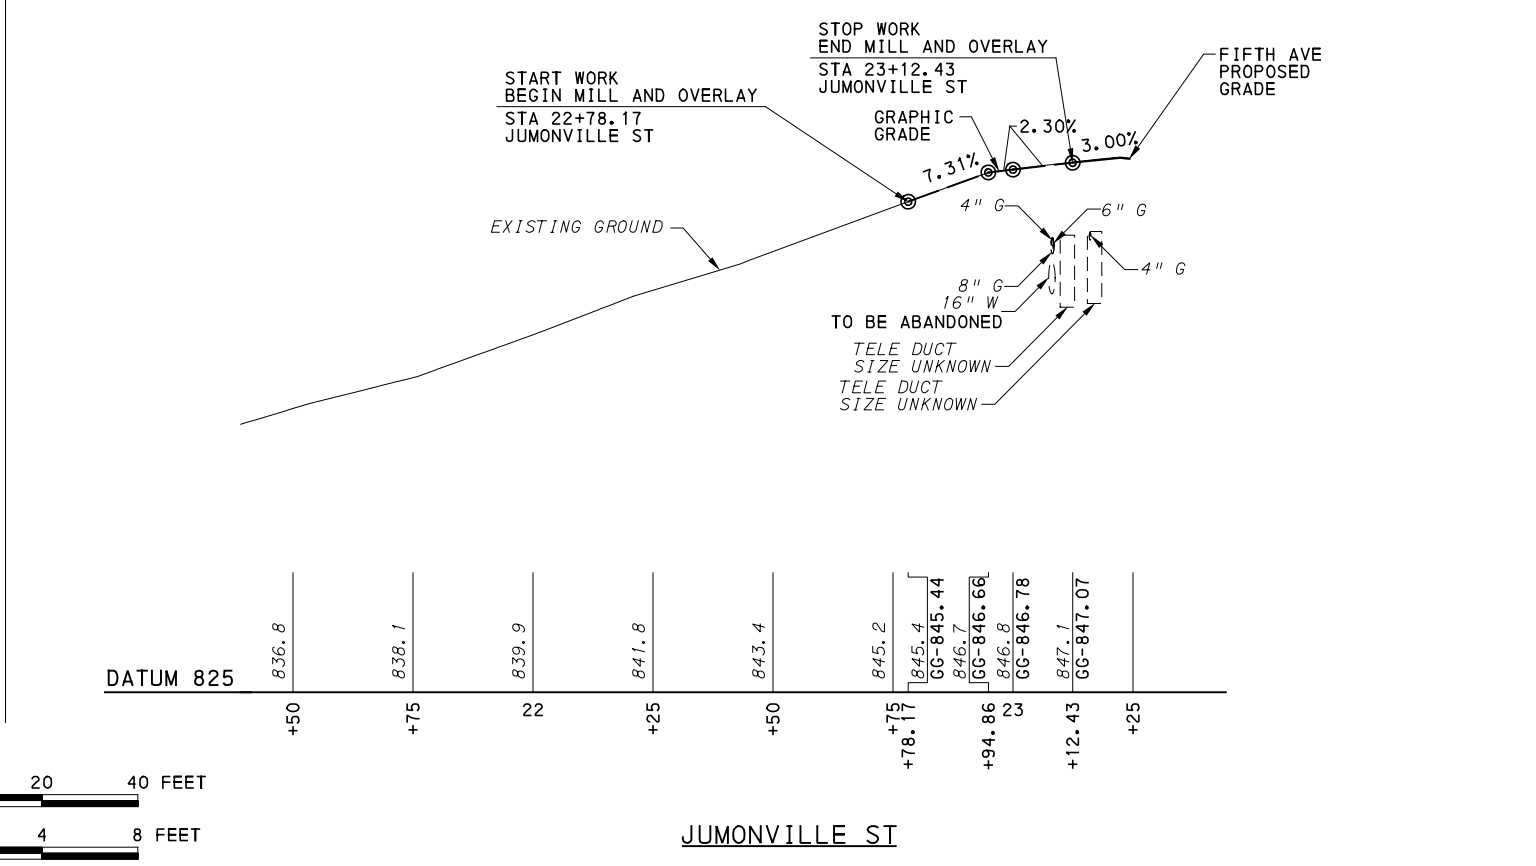 STOP WORK
END MILL AND OVERLAY
STA 23+12.43
JUMONVILLE ST
FIFTH AVE
PROPOSED
GRADE
START WORK
BEGIN MILL AND OVERLAY
STA 22+78.17
JUMONVILLE ST
GRAPHIC
GRADE
2.30%
3.00%
7.31%
4" G
6" G
EXISTING GROUND
4" G
8" G
16" W
TO BE ABANDONED
TELE DUCT
SIZE UNKNOWN
TELE DUCT
SIZE UNKNOWN
836.8
838.1
839.9
841.8
843.4
845.2
845.4
GG-845.44
846.7
GG-846.66
846.8
GG-846.78
847.1
GG-847.07
DATUM 825
+50
+75
22
+25
+50
+75
+78.17
+94.86
23
+12.43
+25
20 40 FEET
4 8 FEET
JUMONVILLE ST